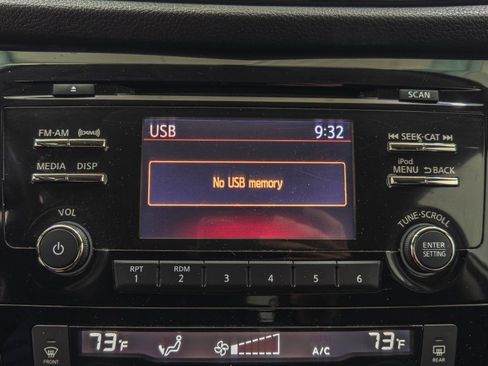 SCAN
FM·AM ((XM))
USB 9:32
SEEK·CAT
MEDIA DISP
No USB memory
iPod
MENU BACK
VOL
TUNE·SCROLL
ENTER
SETTING
RPT
1
RDM
2
3
4
5
6
73°F
A/C
73°F
FRONT
REAR